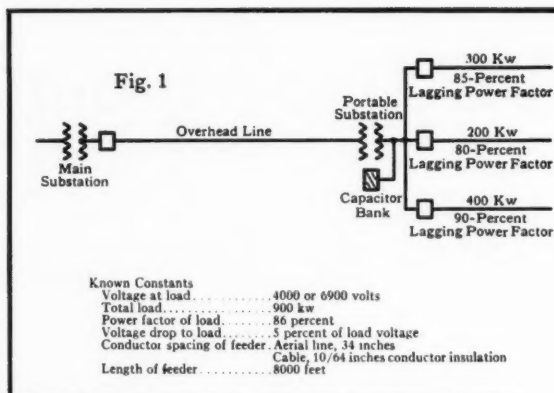 Fig. 1
300 Kw
85-Percent
Lagging Power Factor
Portable
Substation
Overhead Line
200 Kw
80-Percent
Lagging Power Factor
Main
Substation
Capacitor
Bank
400 Kw
90-Percent
Lagging Power Factor
Known Constants
Voltage at load..........4000 or 6900 volts
Total load..........900 kw
Power factor of load..........86 percent
Voltage drop to load..........5 percent of load voltage
Conductor spacing of feeder.Aerial line, 34 inches
Cable, 10/64 inches conductor insulation
Length of feeder..........8000 feet